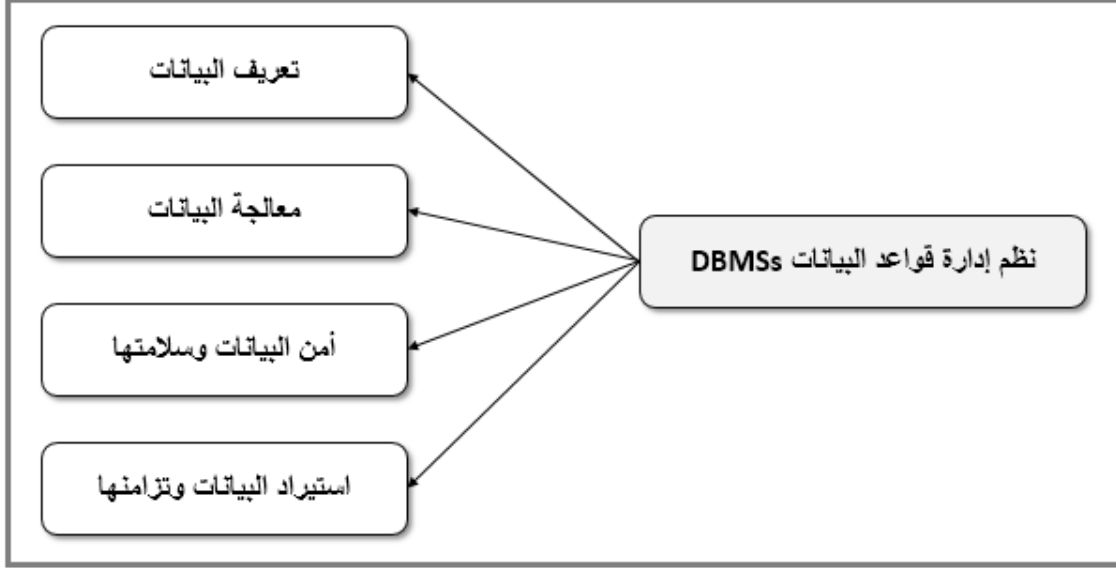 نظم إدارة قواعد البيانات DBMSs
تعريف البيانات
معالجة البيانات
أمن البيانات وسلامتها
استيراد البيانات وتزامنها